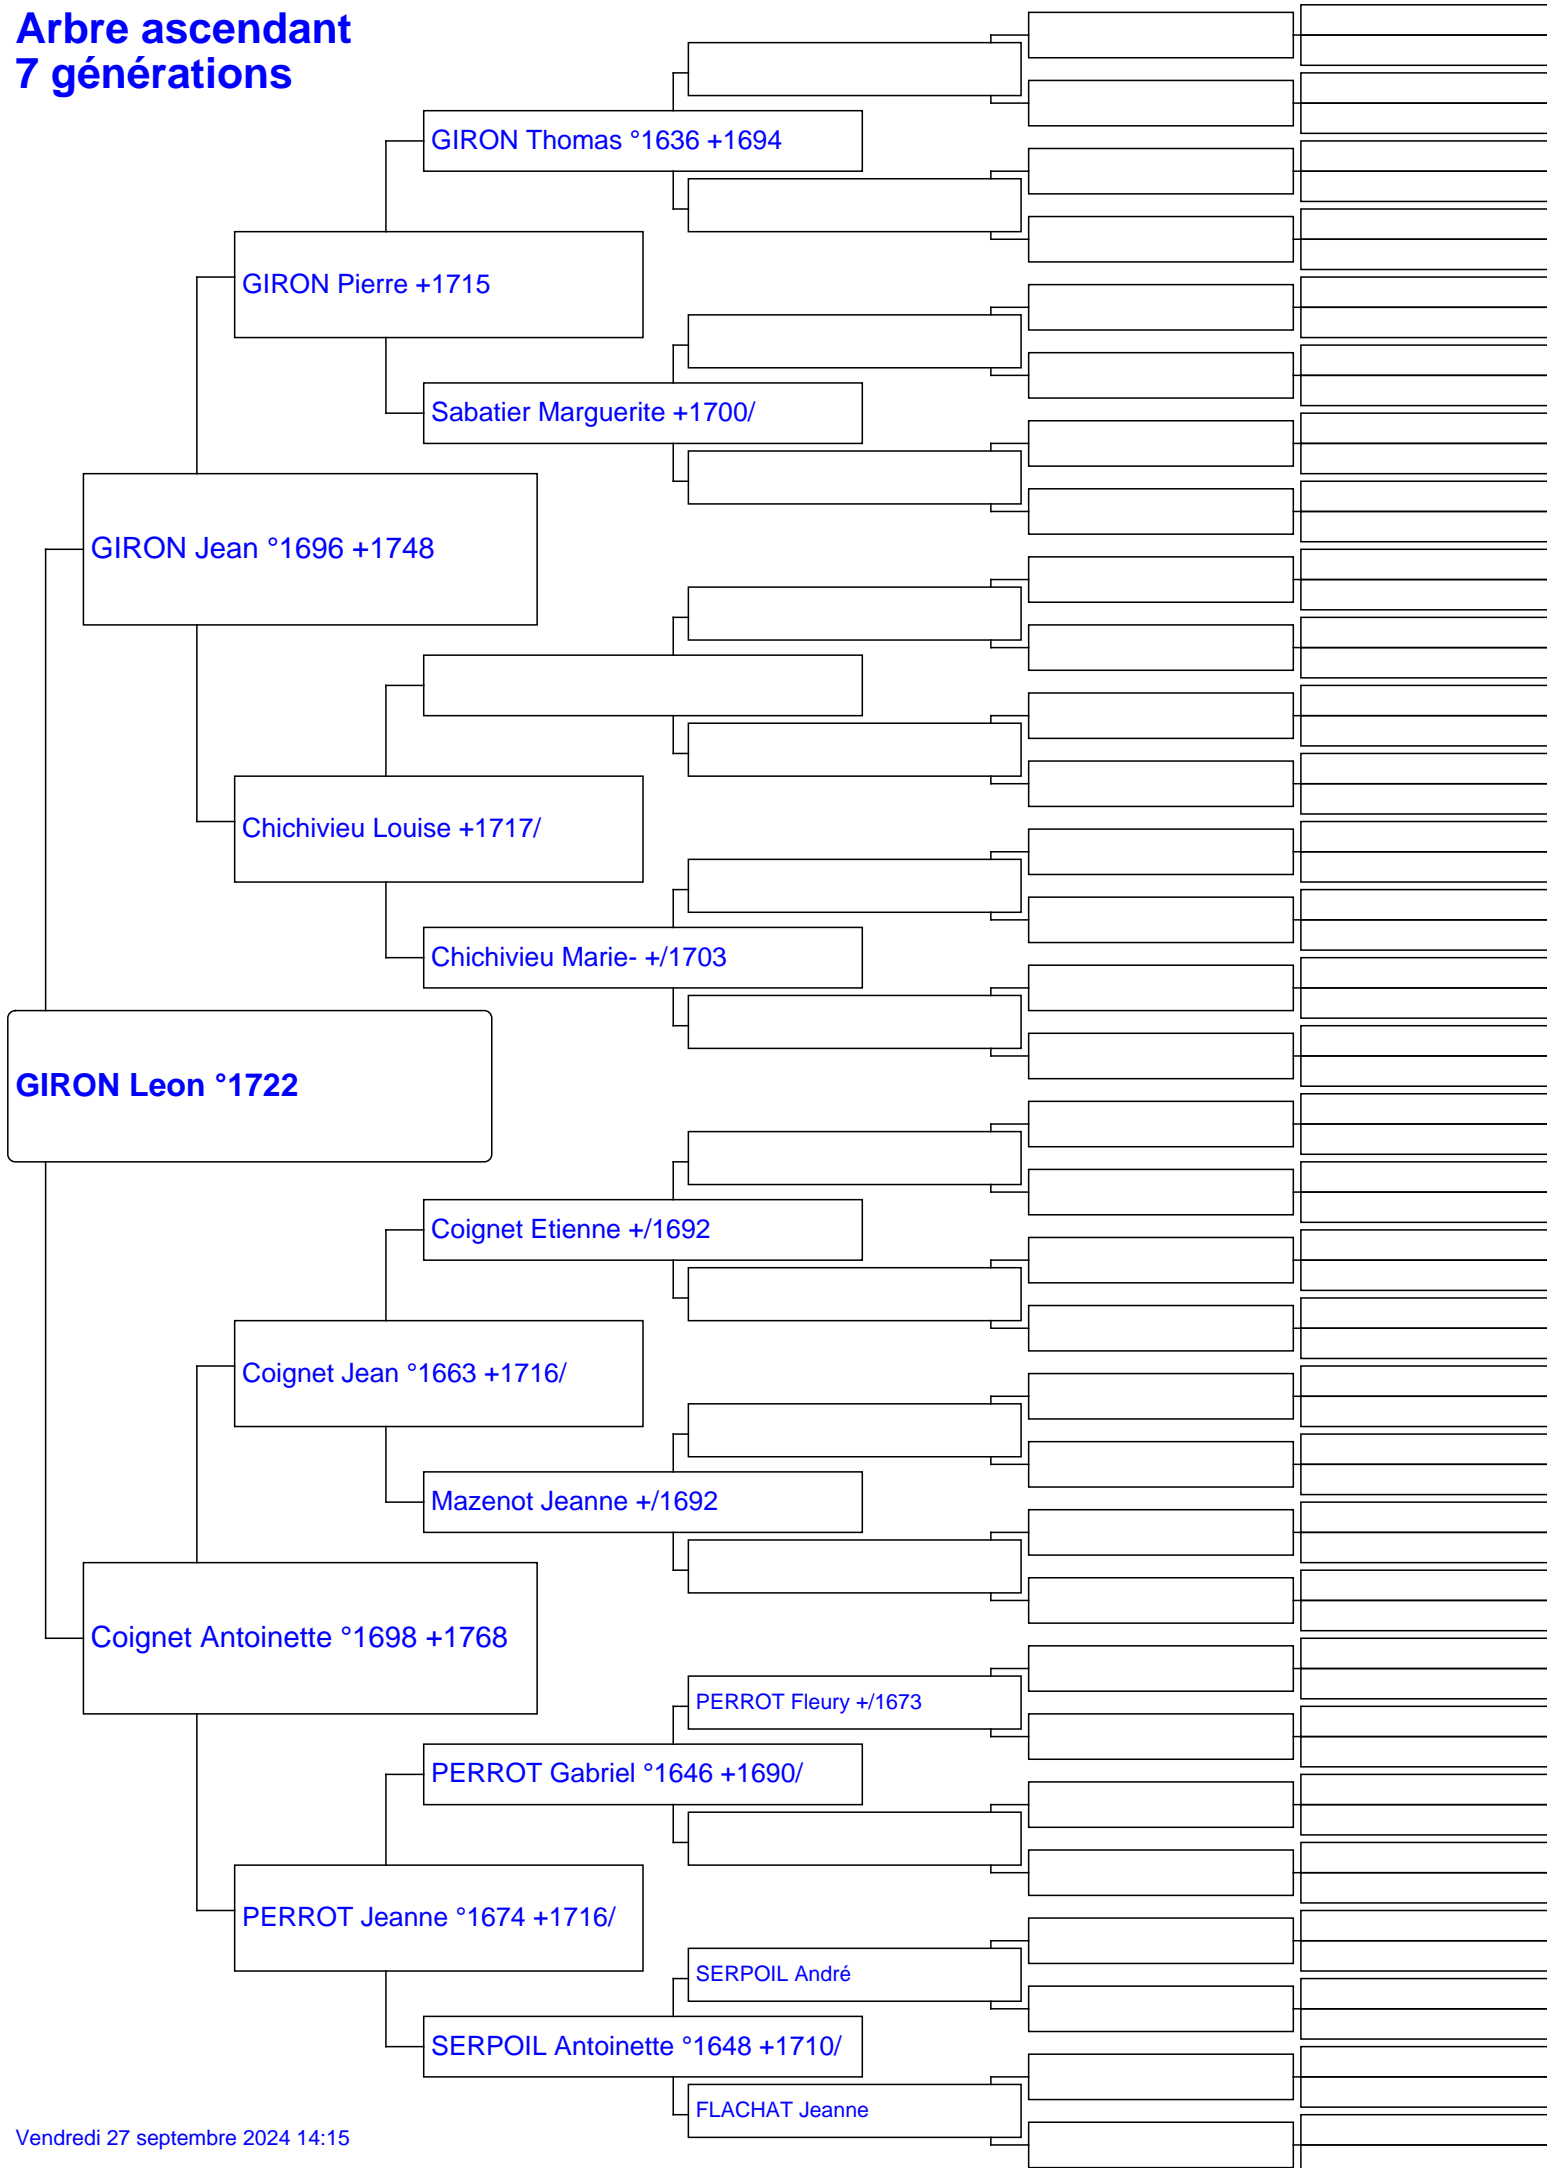 Arbre ascendant
7 générations
GIRON Thomas °1636 +1694
GIRON Pierre +1715
Sabatier Marguerite +1700/
GIRON Jean °1696 +1748
Chichivieu Louise +1717/
Chichivieu Marie- +/1703
GIRON Leon °1722
Coignet Etienne +/1692
Coignet Jean °1663 +1716/
Mazenot Jeanne +/1692
Coignet Antoinette °1698 +1768
PERROT Fleury +/1673
PERROT Gabriel °1646 +1690/
PERROT Jeanne °1674 +1716/
SERPOIL André
SERPOIL Antoinette °1648 +1710/
FLACHAT Jeanne
Vendredi 27 septembre 2024 14:15